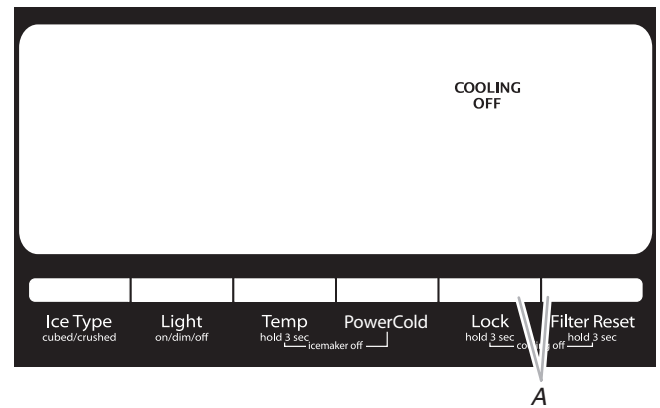 COOLING
OFF
Ice Type
cubed/crushed
Light
on/dim/off
Temp
hold 3 sec
PowerCold
icemaker off
Lock
hold 3 sec
Filter Reset
hold 3 sec
off
A